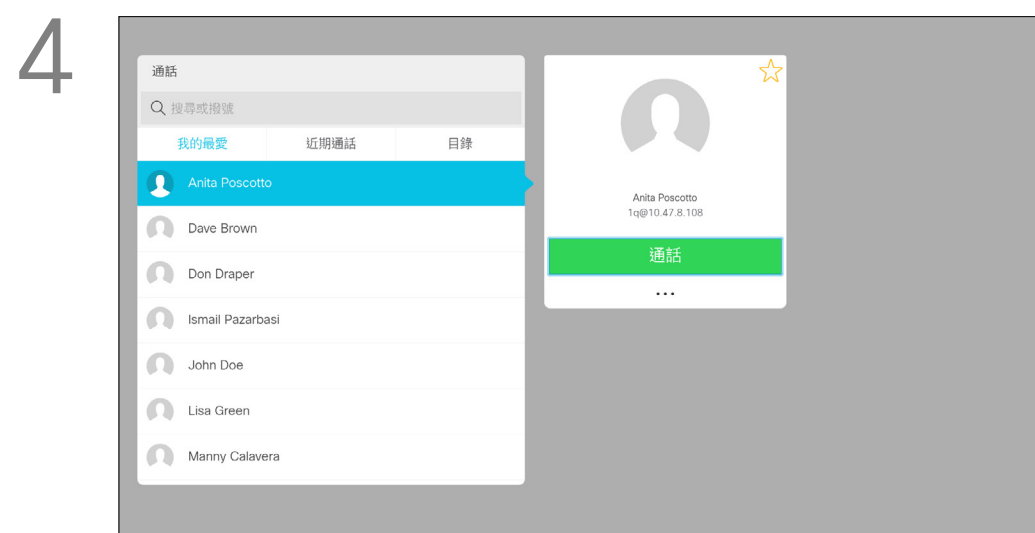 4
通話
搜尋或撥號
我的最愛 近期通話 目錄
Anita Poscotto
Dave Brown
Don Draper
Ismail Pazarbasi
John Doe
Lisa Green
Manny Calavera
Anita Poscotto
1q@10.47.8.108
通話
...